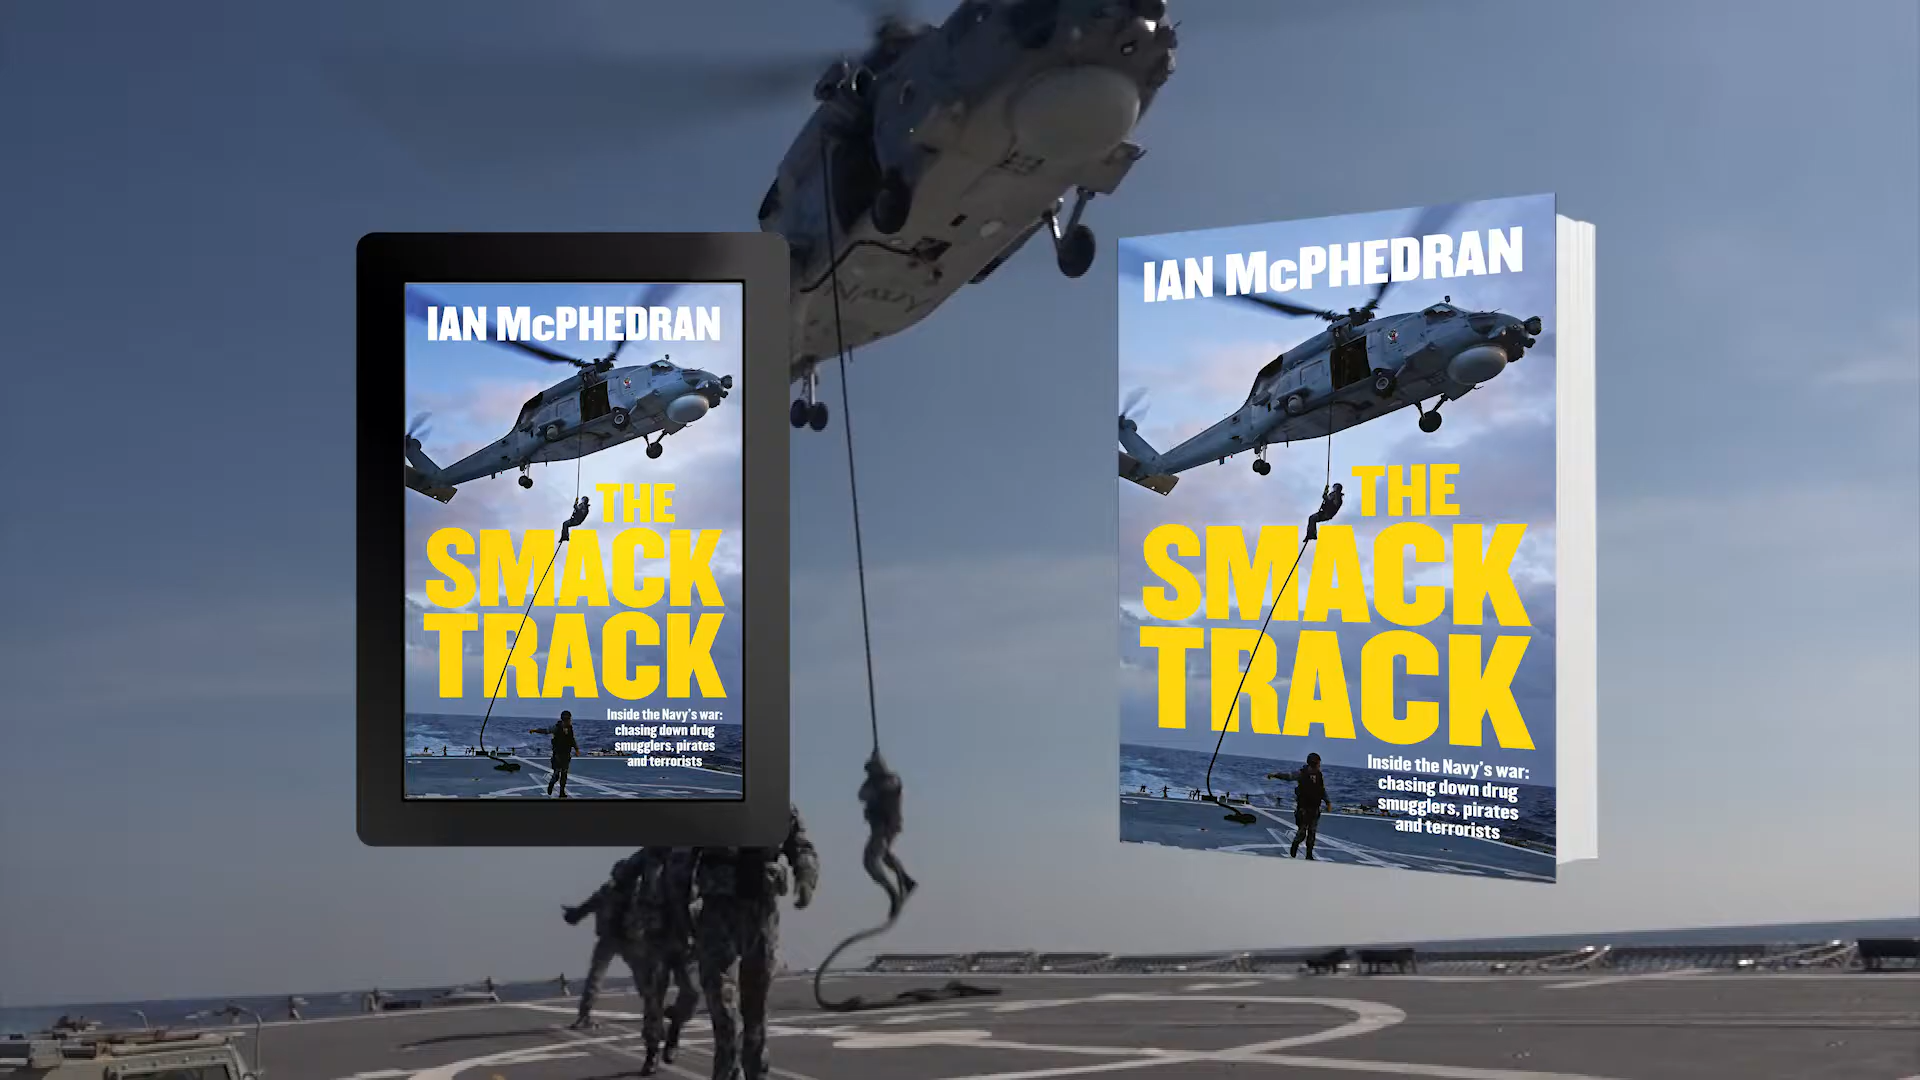 IAN McPHEDRAN
THE
SMACK
TRACK
Inside the Navy's war:
chasing down drug
smugglers, pirates
and terrorists
NAVY
IAN McPHEDRAN
THE
SMACK
TRACK
Inside the Navy's war:
chasing down drug
smugglers, pirates
and terrorists